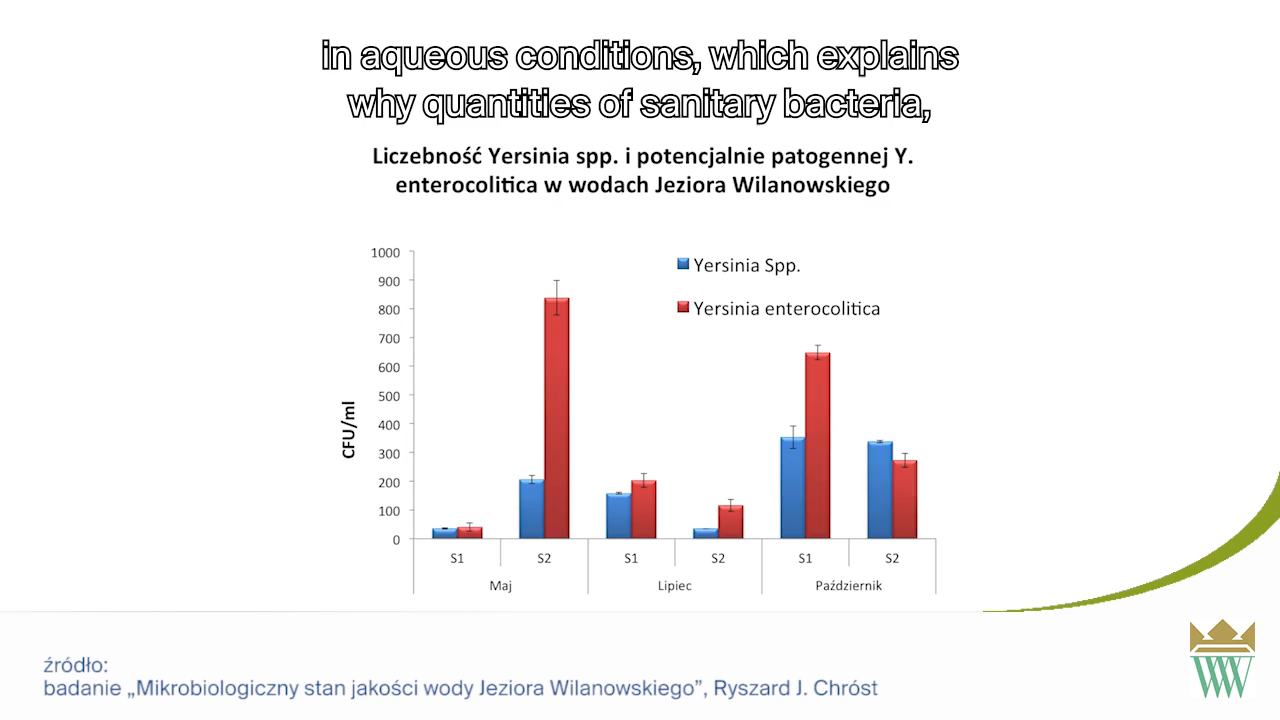 in aqueous conditions, which explains
why quantities of sanitary bacteria,
Liczebność Yersinia spp. i potencjalnie patogennej Y.
enterocolitica w wodach Jeziora Wilanowskiego
1000
900
800
700
600
500
400
300
200
100
0
CFU/ml
Yersinia Spp.
Yersinia enterocolitica
S1 S2 S1 S2 S1 S2
Maj Lipiec Październik
źródło:
badanie „Mikrobiologiczny stan jakości wody Jeziora Wilanowskiego”, Ryszard J. Chróst